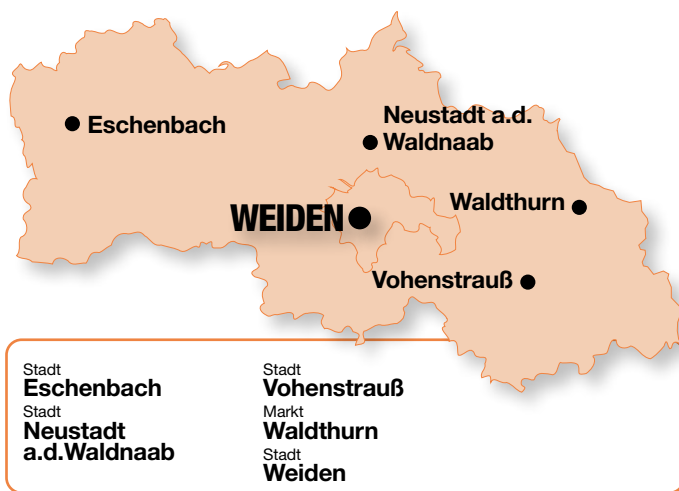 Eschenbach
Neustadt a.d.
Waldnaab
WEIDEN
Waldthurn
Vohenstrauß
Stadt
Eschenbach
Stadt
Neustadt
a.d.Waldnaab
Stadt
Vohenstrauß
Markt
Waldthurn
Stadt
Weiden